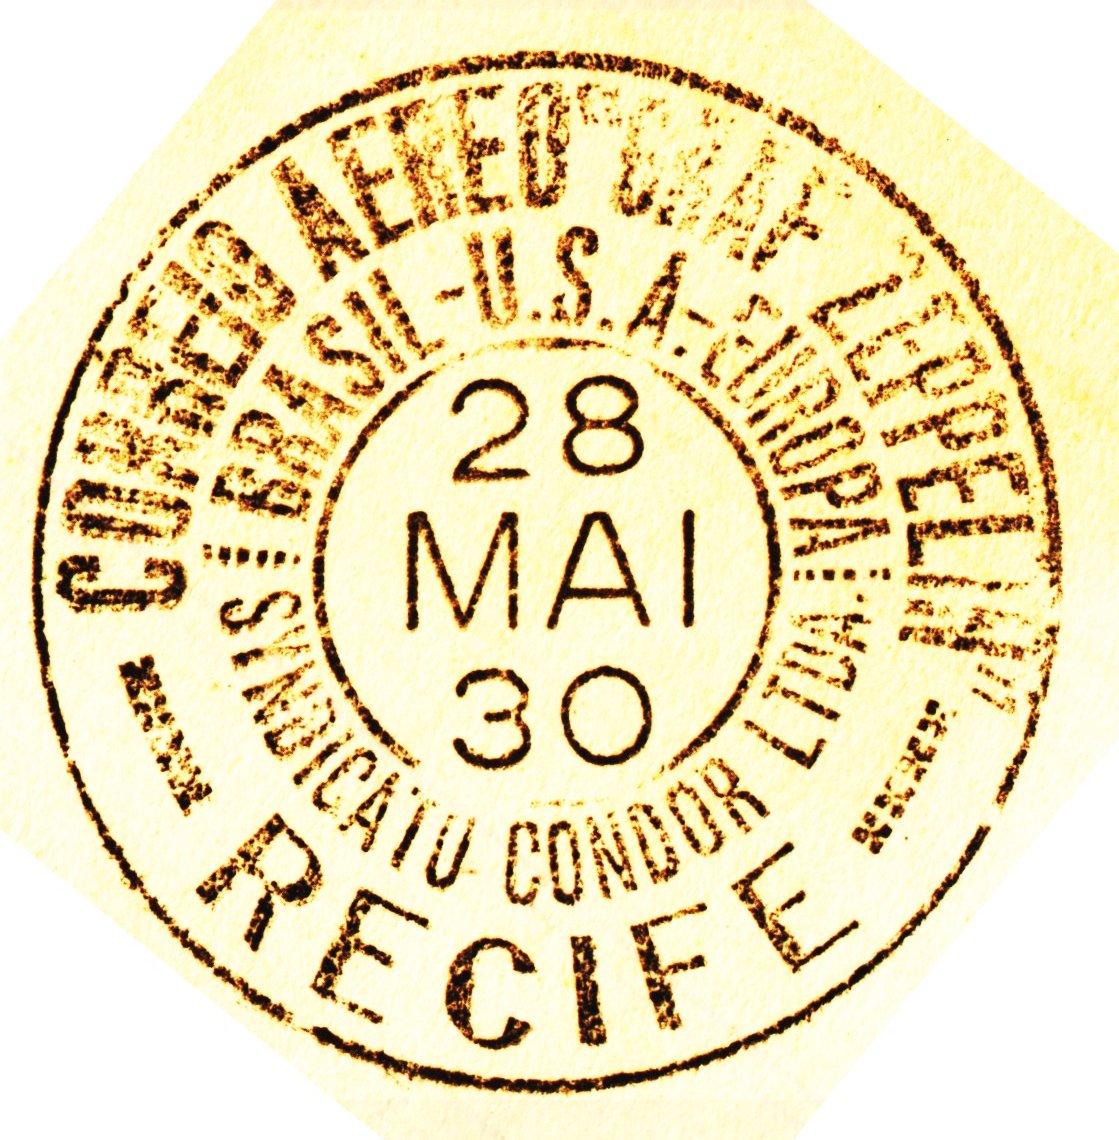 CORREIO AEREO "GRAF ZEPPELIN"
BRASIL-U.S.A-EUROPA
28
MAI
30
SYNDICATO CONDOR LTDA.
RECIFE